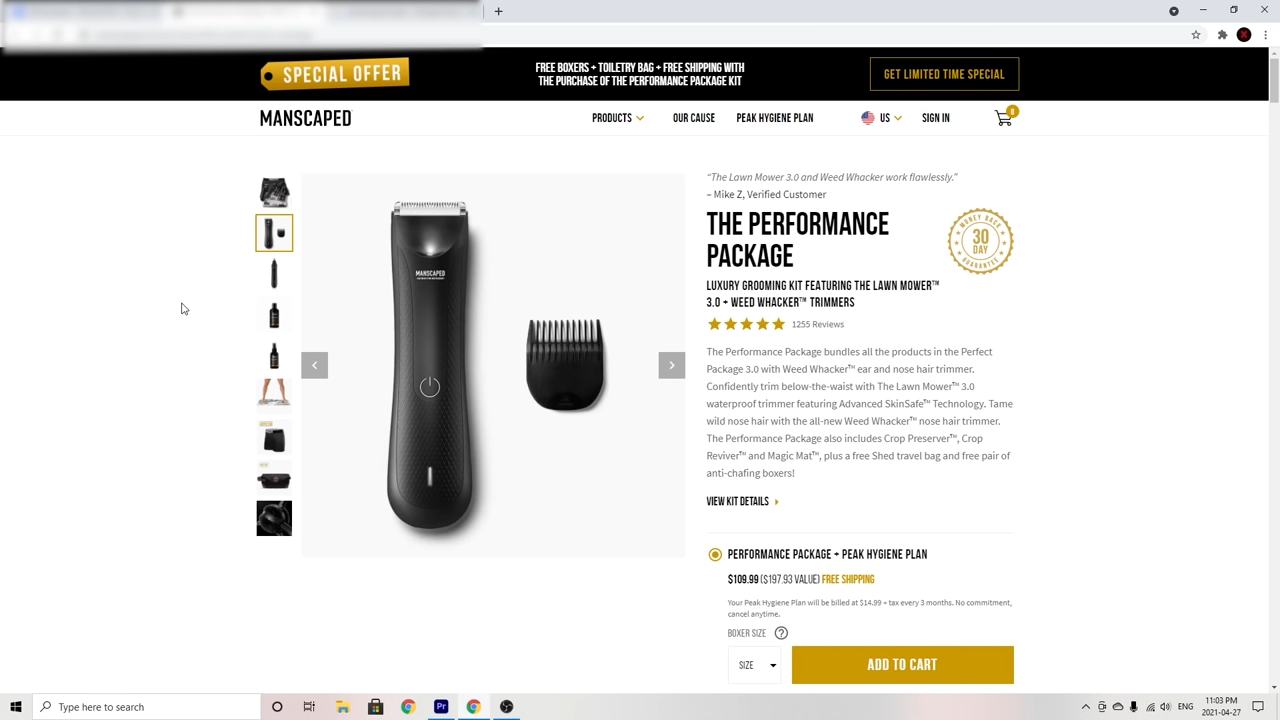 SPECIAL OFFER
FREE BOXERS + TOILETRY BAG + FREE SHIPPING WITH
THE PURCHASE OF THE PERFORMANCE PACKAGE KIT
GET LIMITED TIME SPECIAL
MANSCAPED
PRODUCTS
OUR CAUSE
PEAK HYGIENE PLAN
US
SIGN IN
0
“The Lawn Mower 3.0 and Weed Whacker work flawlessly.”
– Mike Z, Verified Customer
THE PERFORMANCE
PACKAGE
MONEY BACK
30
DAY
GUARANTEE
LUXURY GROOMING KIT FEATURING THE LAWN MOWER™
3.0 + WEED WHACKER™ TRIMMERS
1255 Reviews
The Performance Package bundles all the products in the Perfect
Package 3.0 with Weed Whacker™ ear and nose hair trimmer.
Confidently trim below-the-waist with The Lawn Mower™ 3.0
waterproof trimmer featuring Advanced SkinSafe™ Technology. Tame
wild nose hair with the all-new Weed Whacker™ nose hair trimmer.
The Performance Package also includes Crop Preserver™, Crop
Reviver™ and Magic Mat™, plus a free Shed travel bag and free pair of
anti-chafing boxers!
VIEW KIT DETAILS
PERFORMANCE PACKAGE + PEAK HYGIENE PLAN
$109.99 ($197.93 VALUE) FREE SHIPPING
Your Peak Hygiene Plan will be billed at $14.99 + tax every 3 months. No commitment,
cancel anytime.
BOXER SIZE ?
SIZE
ADD TO CART
MANSCAPED
Type here to search
Pr
ENG
11:03 PM
2021-04-27